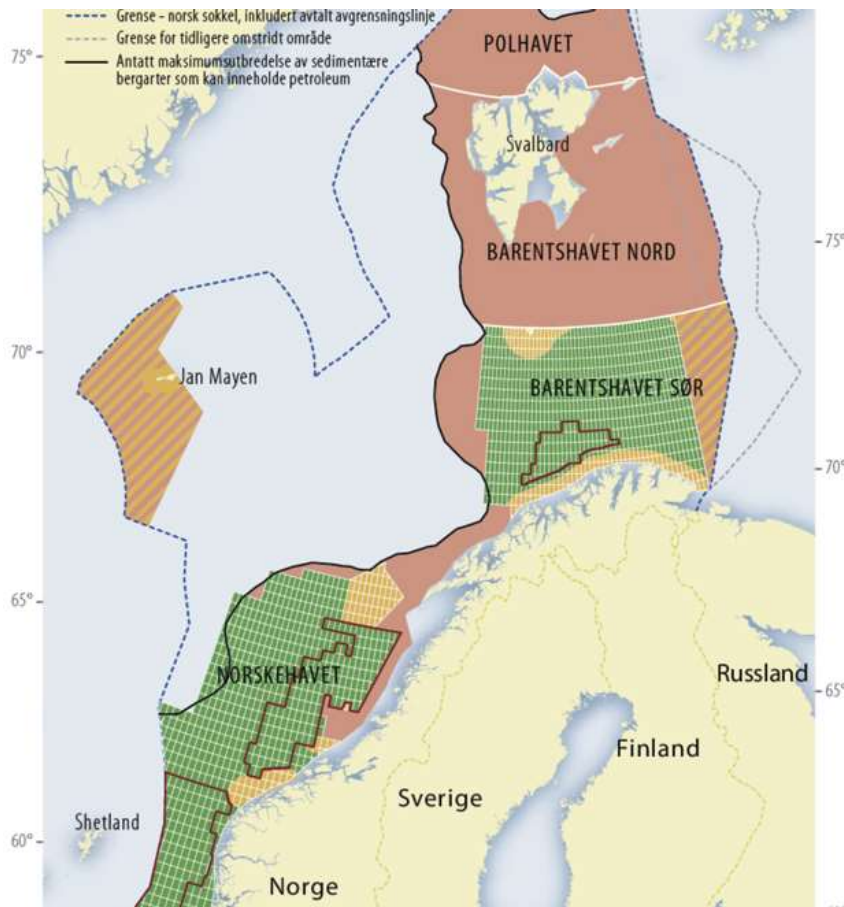 Grense - norsk sokkel, inkludert avtalt avgrensningslinje
Grense for tidligere omstridt område
Antatt maksimumsutbredelse av sedimentære
bergarter som kan inneholde petroleum
75°
POLHAVET
Svalbard
75°
BARENTSHAVET NORD
70°
Jan Mayen
BARENTSHAVET SØR
70°
65°
NORSKEHAVET
Russland
65°
Finland
Sverige
Shetland
60°
Norge